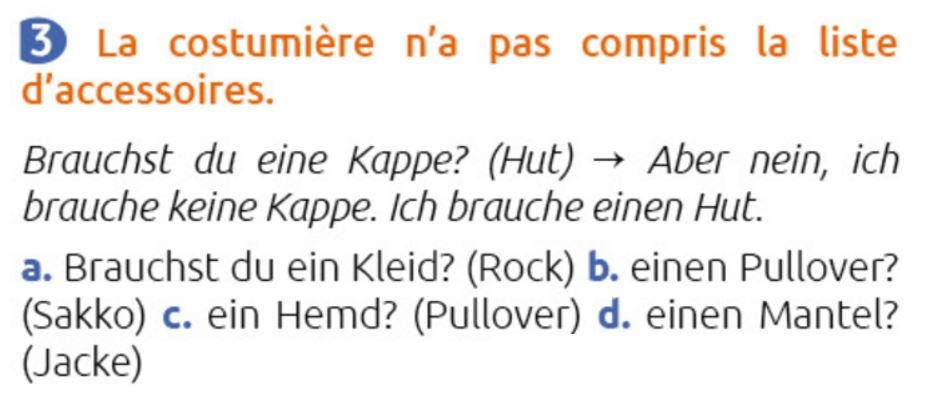 3 La costumière n'a pas compris la liste
d'accessoires.
Brauchst du eine Kappe? (Hut) → Aber nein, ich
brauche keine Kappe. Ich brauche einen Hut.
a. Brauchst du ein Kleid? (Rock) b. einen Pullover?
(Sakko) c. ein Hemd? (Pullover) d. einen Mantel?
(Jacke)